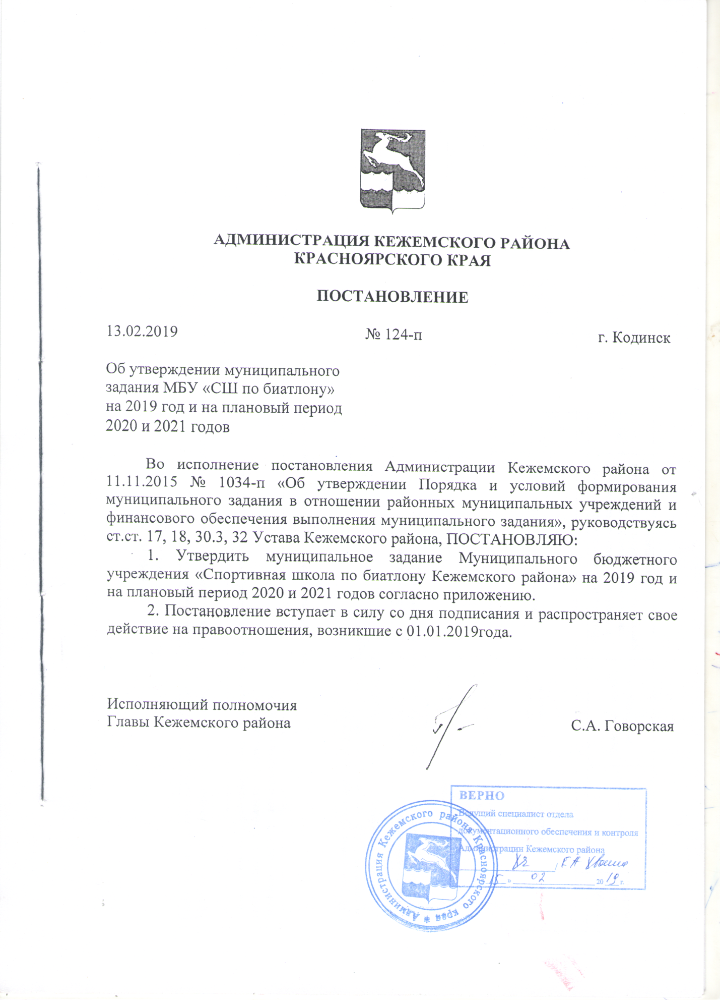 АДМИНИСТРАЦИЯ КЕЖЕМСКОГО РАЙОНА
КРАСНОЯРСКОГО КРАЯ
ПОСТАНОВЛЕНИЕ
13.02.2019 № 124-п г. Кодинск
Об утверждении муниципального
задания МБУ «СШ по биатлону»
на 2019 год и на плановый период
2020 и 2021 годов
Во исполнение постановления Администрации Кежемского района от
11.11.2015 № 1034-п «Об утверждении Порядка и условий формирования
муниципального задания в отношении районных муниципальных учреждений и
финансового обеспечения выполнения муниципального задания», руководствуясь
ст.ст. 17, 18, 30.3, 32 Устава Кежемского района, ПОСТАНОВЛЯЮ:
1. Утвердить муниципальное задание Муниципального бюджетного
учреждения «Спортивная школа по биатлону Кежемского района» на 2019 год и
на плановый период 2020 и 2021 годов согласно приложению.
2. Постановление вступает в силу со дня подписания и распространяет свое
действие на правоотношения, возникшие с 01.01.2019года.
Исполняющий полномочия
Главы Кежемского района С.А. Говорская
ВЕРНО
Ведущий специалист отдела
документационного обеспечения и контроля
Администрации Кежемского района
Е А
» 02 2019 г.
Администрация Кежемского района Красноярского края *